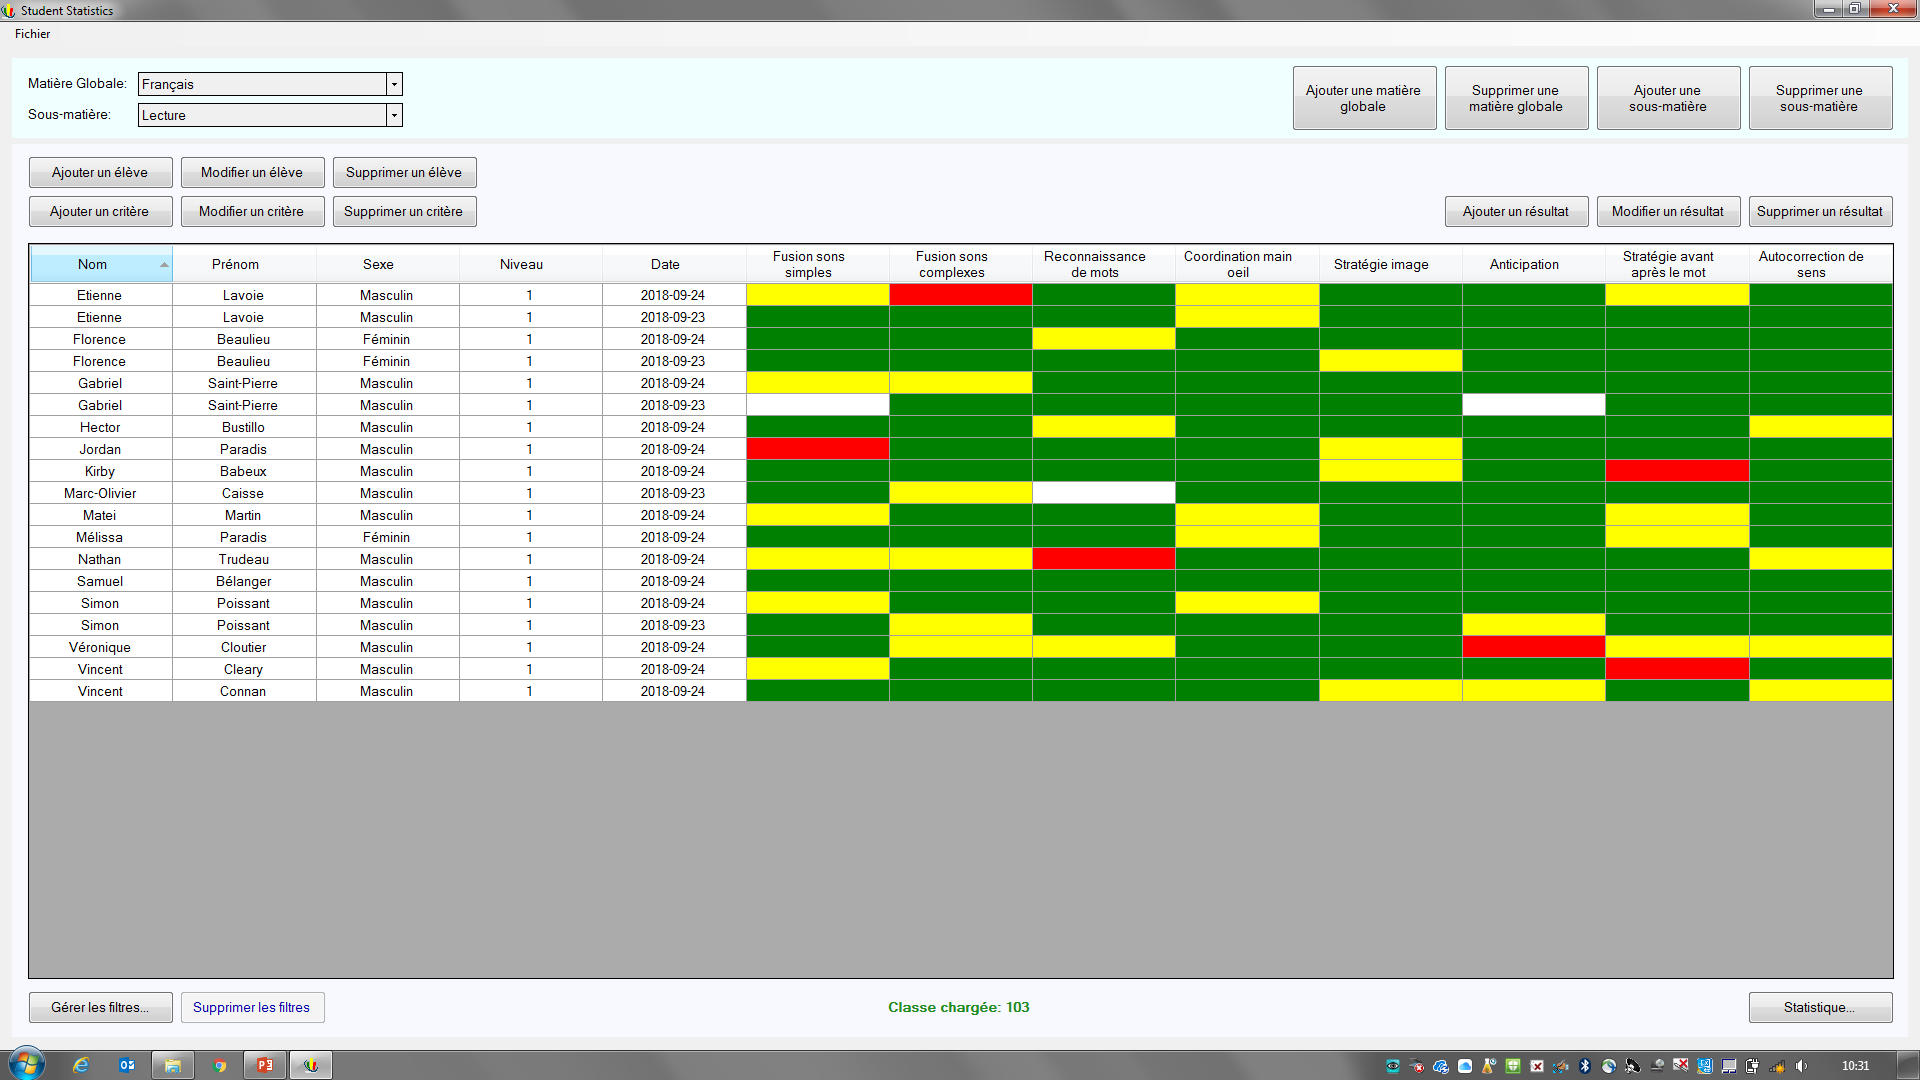 Student Statistics
Fichier
Matière Globale: Français
Sous-matière: Lecture
Ajouter une matière globale
Supprimer une matière globale
Ajouter une sous-matière
Supprimer une sous-matière
Ajouter un élève Modifier un élève Supprimer un élève
Ajouter un critère Modifier un critère Supprimer un critère Ajouter un résultat Modifier un résultat Supprimer un résultat
Nom Prénom Sexe Niveau Date Fusion sons simples Fusion sons complexes Reconnaissance de mots Coordination main oeil Stratégie image Anticipation Stratégie avant après le mot Autocorrection de sens
Etienne Lavoie Masculin 1 2018-09-24
Etienne Lavoie Masculin 1 2018-09-23
Florence Beaulieu Féminin 1 2018-09-24
Florence Beaulieu Féminin 1 2018-09-23
Gabriel Saint-Pierre Masculin 1 2018-09-24
Gabriel Saint-Pierre Masculin 1 2018-09-23
Hector Bustillo Masculin 1 2018-09-24
Jordan Paradis Masculin 1 2018-09-24
Kirby Babeux Masculin 1 2018-09-24
Marc-Olivier Caisse Masculin 1 2018-09-23
Matei Martin Masculin 1 2018-09-24
Mélissa Paradis Féminin 1 2018-09-24
Nathan Trudeau Masculin 1 2018-09-24
Samuel Bélanger Masculin 1 2018-09-24
Simon Poissant Masculin 1 2018-09-24
Simon Poissant Masculin 1 2018-09-23
Véronique Cloutier Masculin 1 2018-09-24
Vincent Cleary Masculin 1 2018-09-24
Vincent Connan Masculin 1 2018-09-24
Gérer les filtres... Supprimer les filtres Classe chargée: 103 Statistique...
10:31